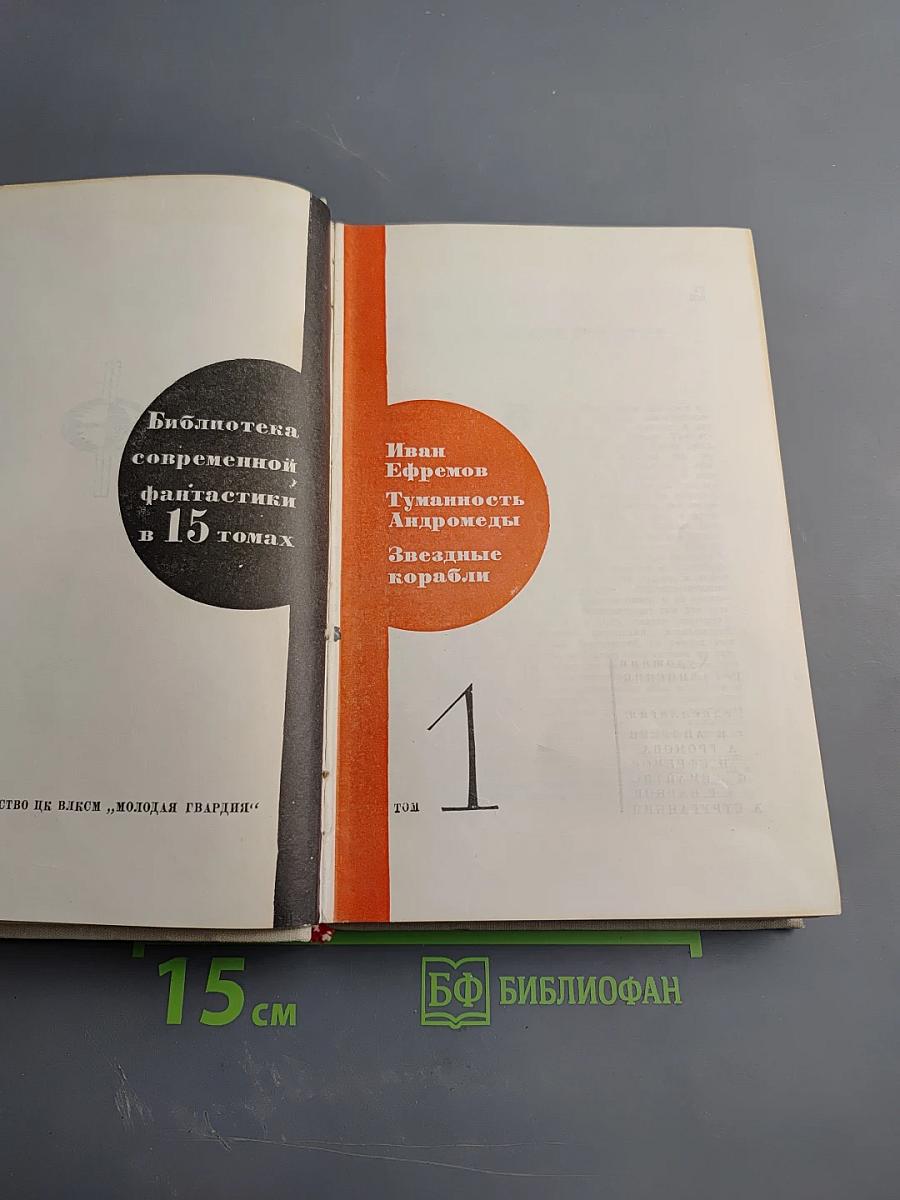 Библиотека
современной
фантастики
в 15 томах
СТВО ЦК ВЛКСМ „МОЛОДАЯ ГВАРДИЯ“
Иван
Ефремов
Туманность
Андромеды
Звездные
корабли
ТОМ 1
15 см
БФ БИБЛИОФАН